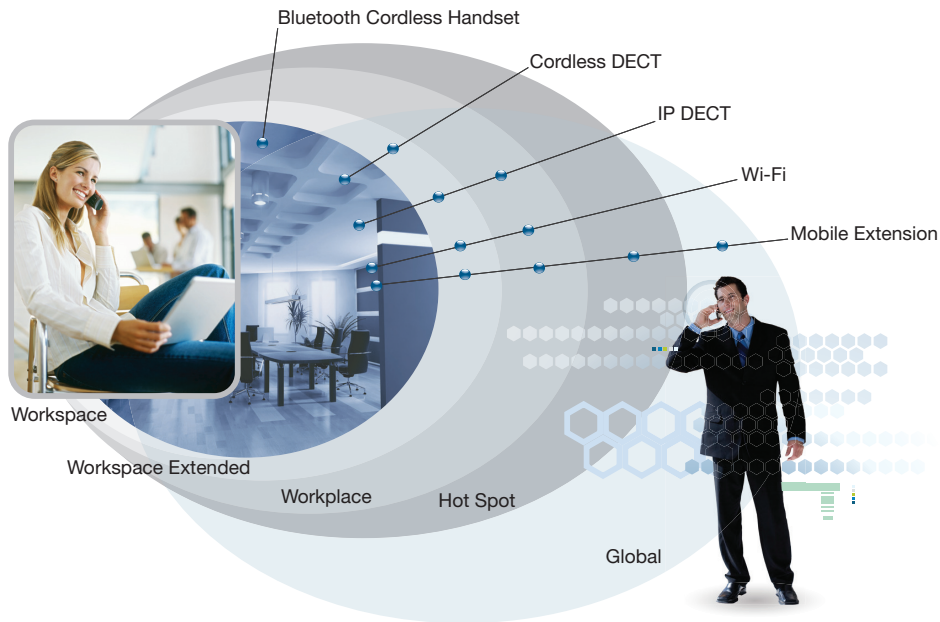 Bluetooth Cordless Handset
Cordless DECT
IP DECT
Wi-Fi
Mobile Extension
Workspace
Workspace Extended
Workplace
Hot Spot
Global